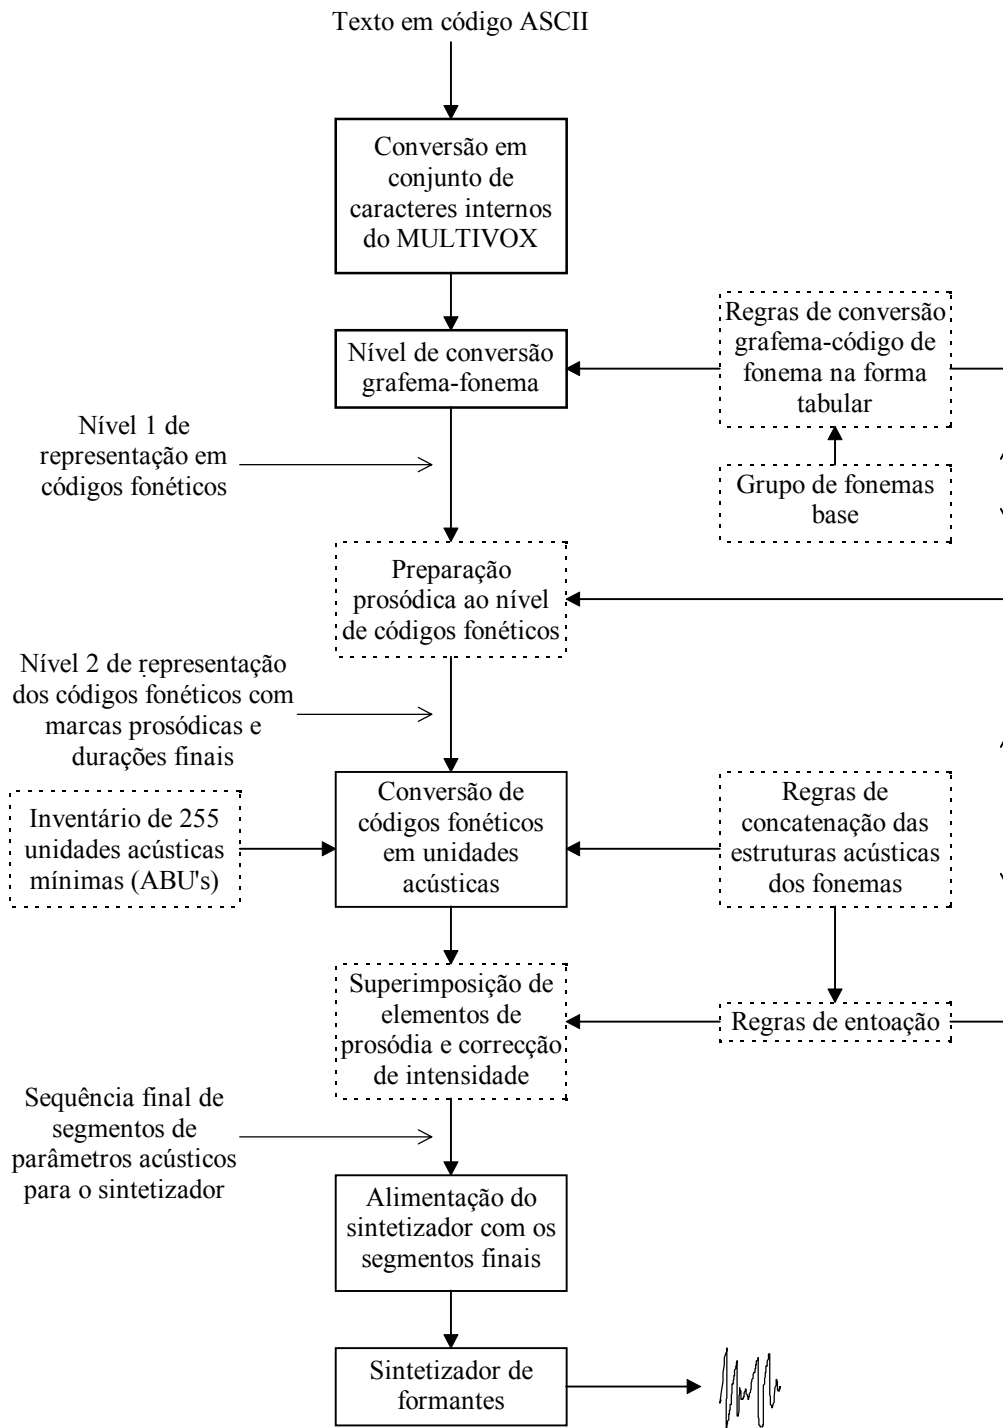 Texto em código ASCII
Conversão em
conjunto de
caracteres internos
do MULTIVOX
Nível de conversão
grafema-fonema
Regras de conversão
grafema-código de
fonema na forma
tabular
Nível 1 de
representação em
códigos fonéticos
Grupo de fonemas
base
Preparação
prosódica ao nível
de códigos fonéticos
Nível 2 de representação
dos códigos fonéticos com
marcas prosódicas e
durações finais
Inventário de 255
unidades acústicas
mínimas (ABU's)
Conversão de
códigos fonéticos
em unidades
acústicas
Regras de
concatenação das
estruturas acústicas
dos fonemas
Superimposição de
elementos de
prosódia e correcção
de intensidade
Regras de entoação
Sequência final de
segmentos de
parâmetros acústicos
para o sintetizador
Alimentação do
sintetizador com os
segmentos finais
Sintetizador de
formantes